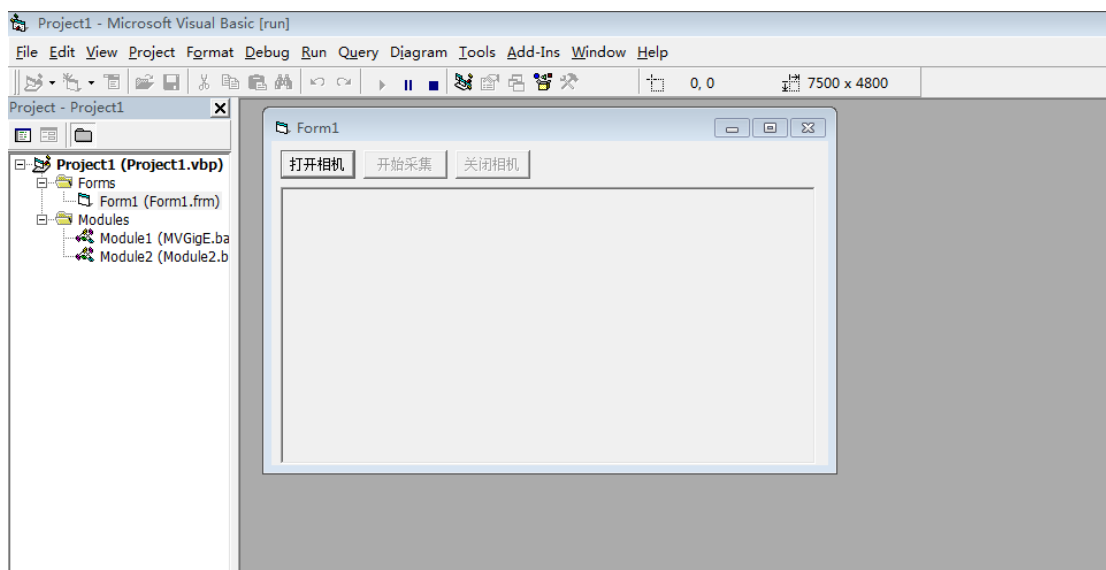 Project1 - Microsoft Visual Basic [run]
File Edit View Project Format Debug Run Query Diagram Tools Add-Ins Window Help
0, 0 7500 x 4800
Project - Project1
Form1
打开相机 开始采集 关闭相机
Project1 (Project1.vbp)
Forms
Form1 (Form1.frm)
Modules
Module1 (MVGigE.ba
Module2 (Module2.b